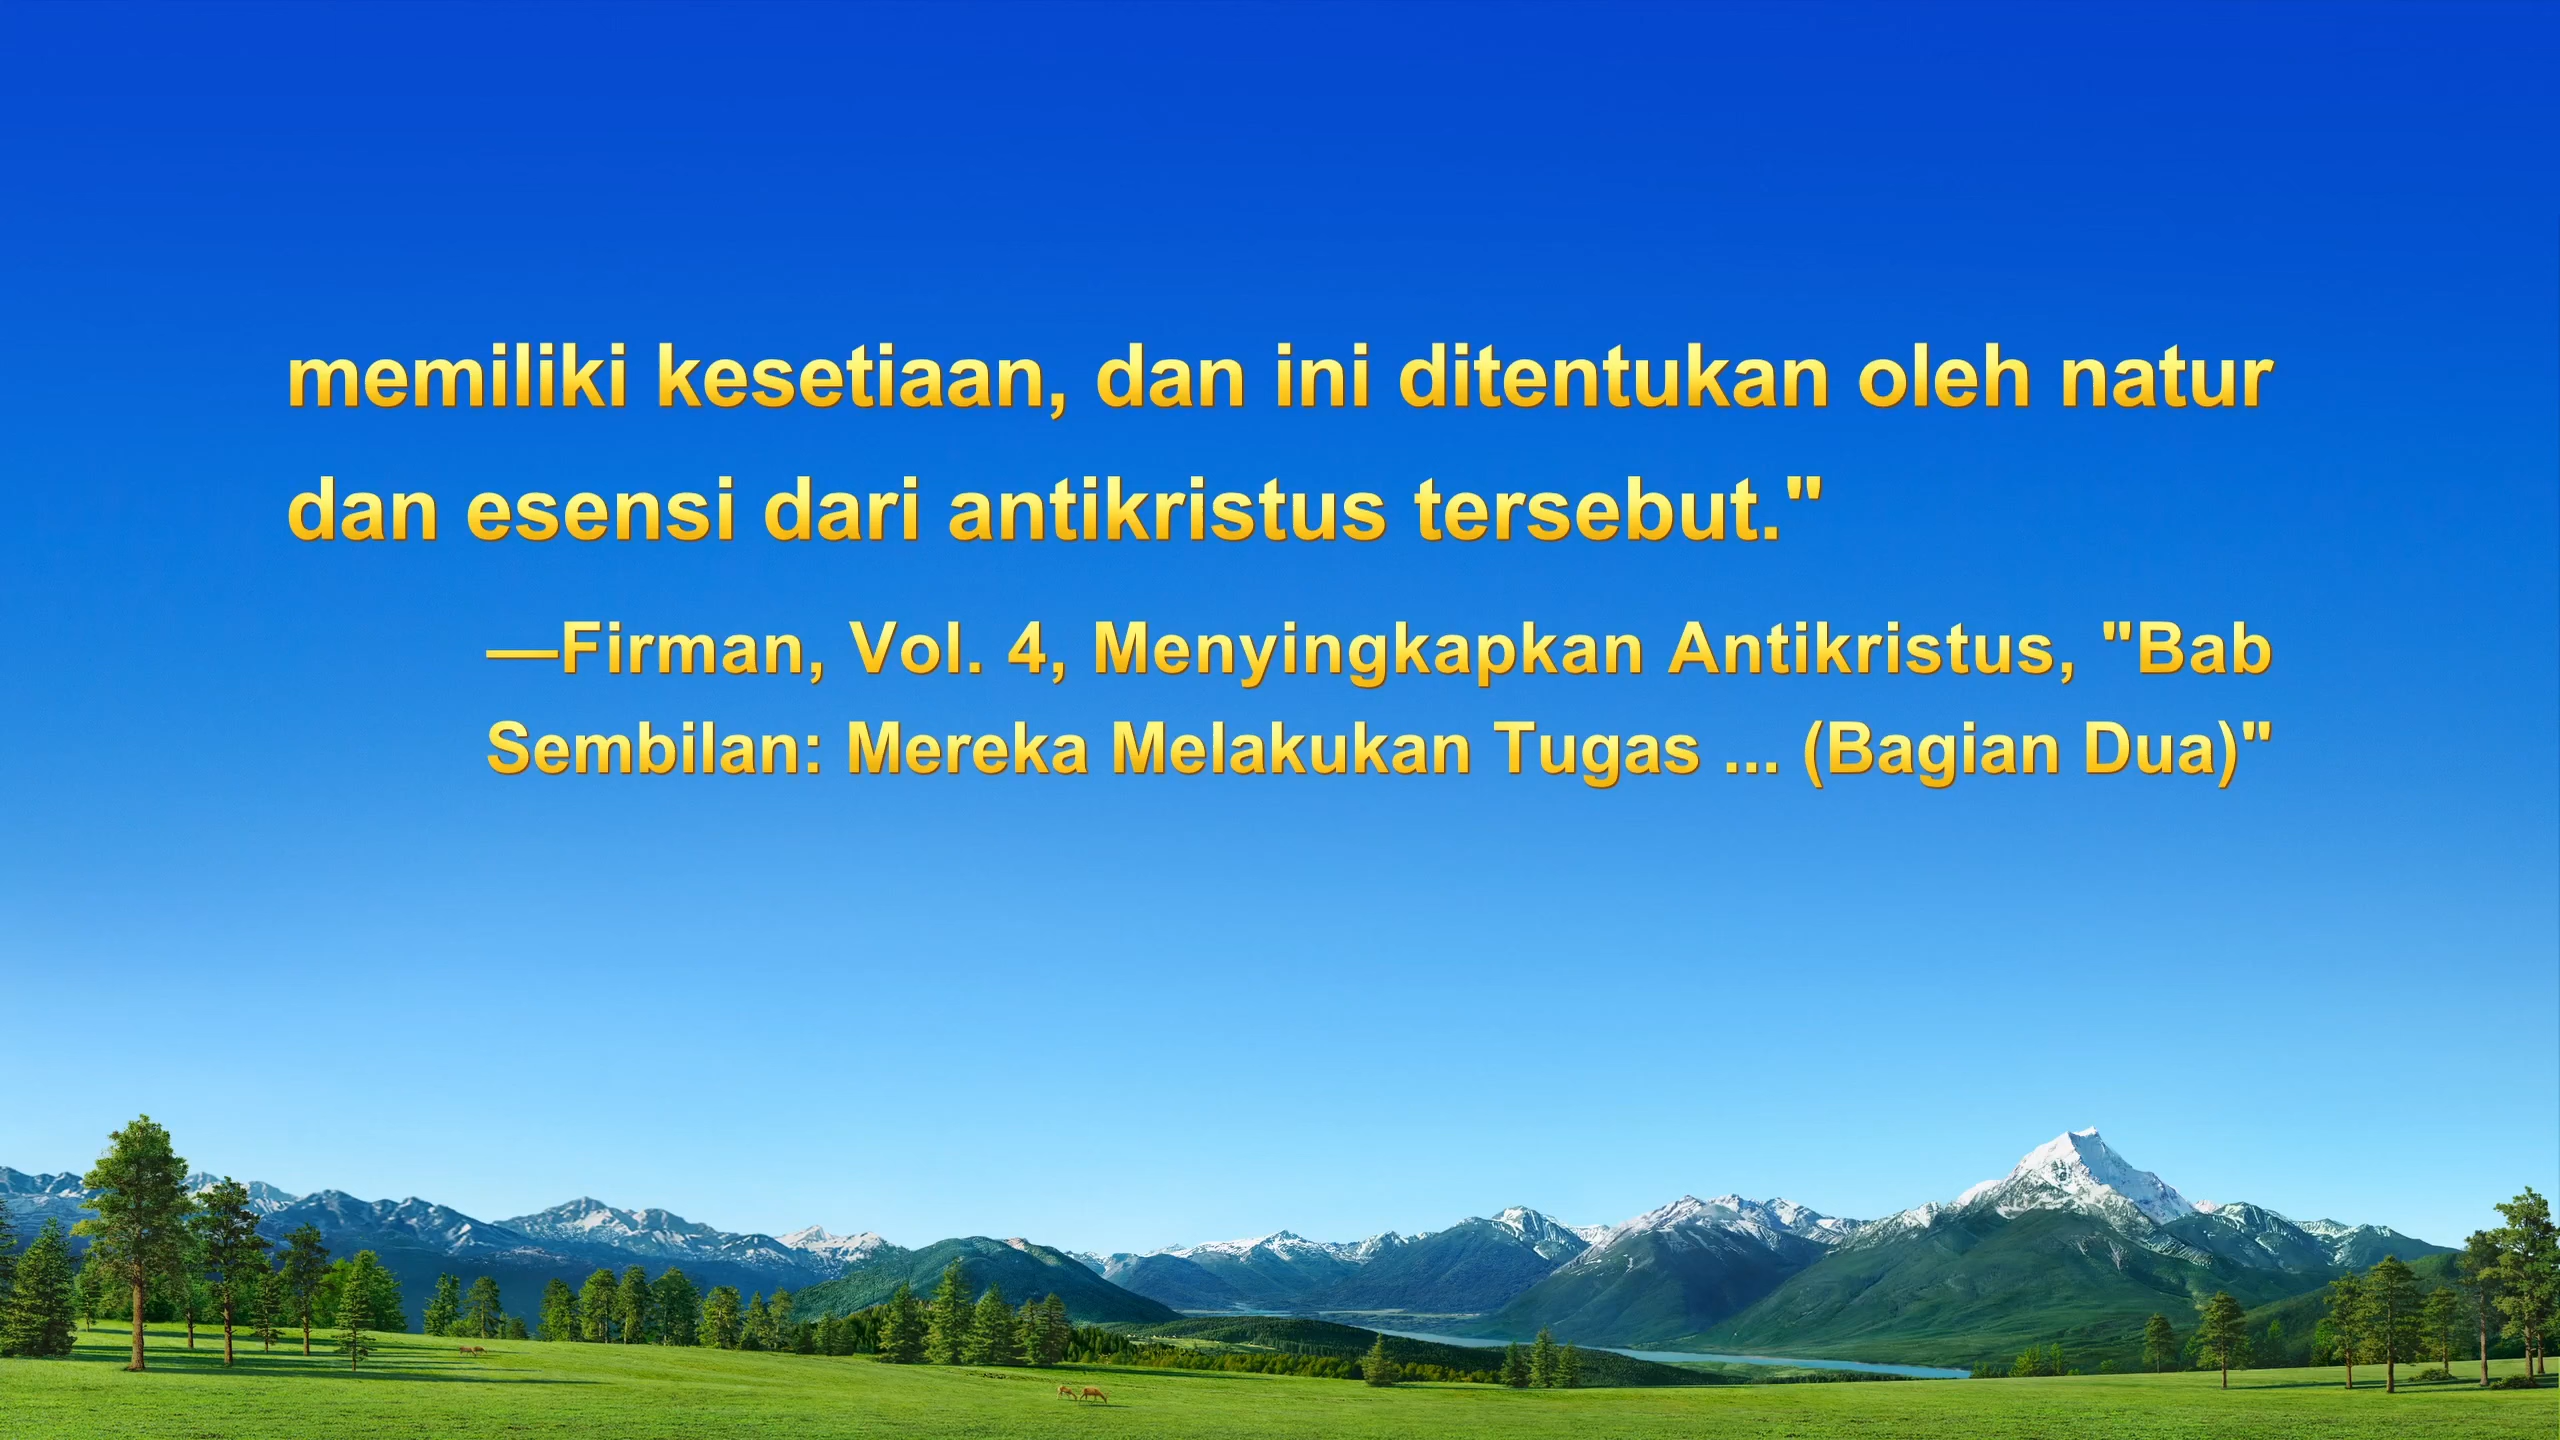 memiliki kesetiaan, dan ini ditentukan oleh natur
dan esensi dari antikristus tersebut."
—Firman, Vol. 4, Menyingkapkan Antikristus, "Bab
Sembilan: Mereka Melakukan Tugas ... (Bagian Dua)"